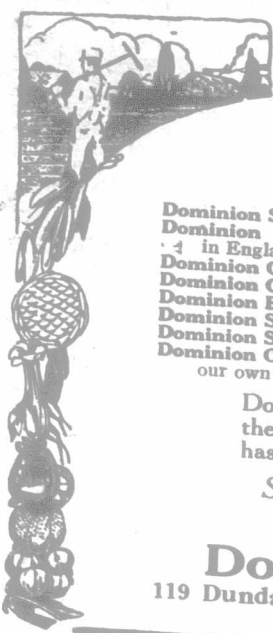 Dominion S
Dominion
in Engla
Dominion C
Dominion C
Dominion E
Dominion S
Dominion S
Dominion C
our own
Do
the
has
S
Do
119 Dunda